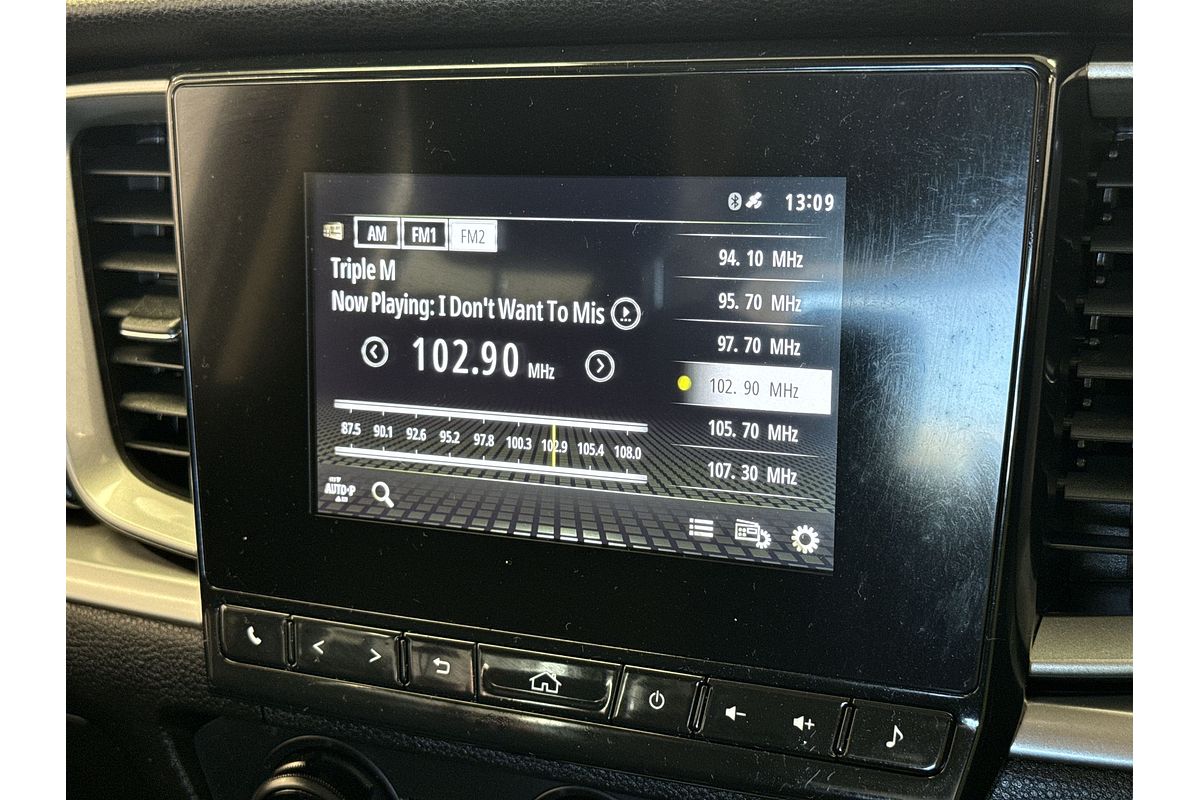 13:09
AM FM1 FM2
Triple M
Now Playing: I Don't Want To Mis
102.90 MHz
87.5 90.1 92.6 95.2 97.8 100.3 102.9 105.4 108.0
AUTO.P
94. 10 MHz
95. 70 MHz
97. 70 MHz
102. 90 MHz
105. 70 MHz
107. 30 MHz